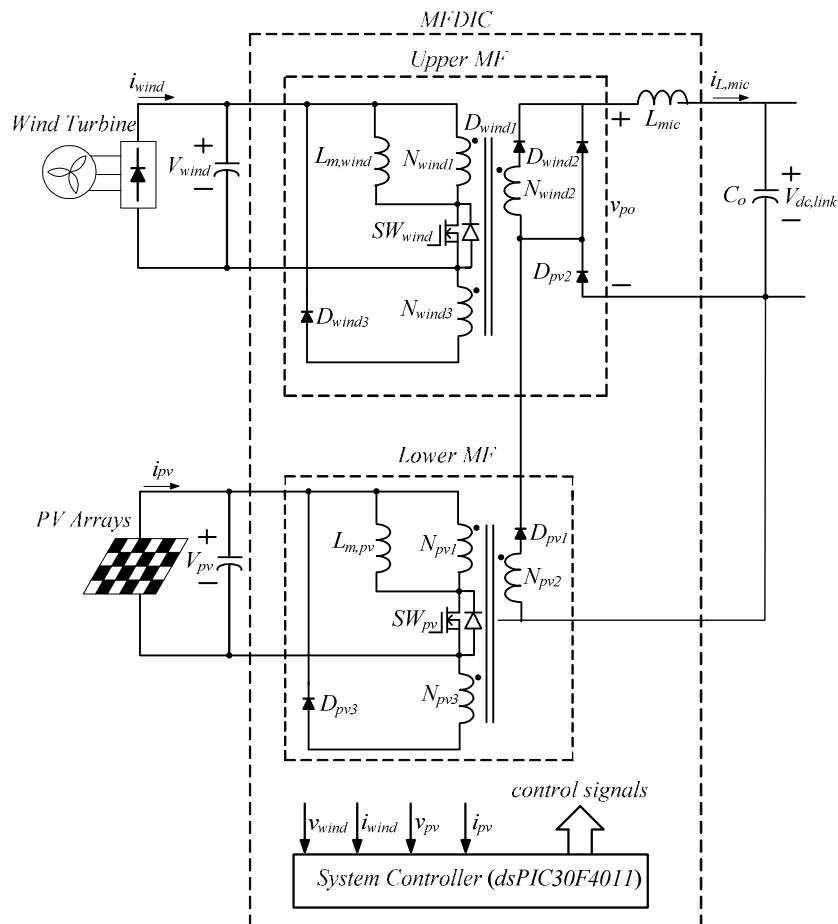 MFDIC
Upper MF
i_wind
i_L,mic
Wind Turbine
D_wind1
L_mic
L_m,wind
N_wind1
D_wind2
V_wind
N_wind2
C_o
V_dc,link
SW_wind
v_po
D_pv2
D_wind3
N_wind3
Lower MF
i_pv
PV Arrays
L_m,pv
N_pv1
D_pv1
V_pv
N_pv2
SW_pv
N_pv3
D_pv3
control signals
v_wind i_wind v_pv i_pv
System Controller (dsPIC30F4011)